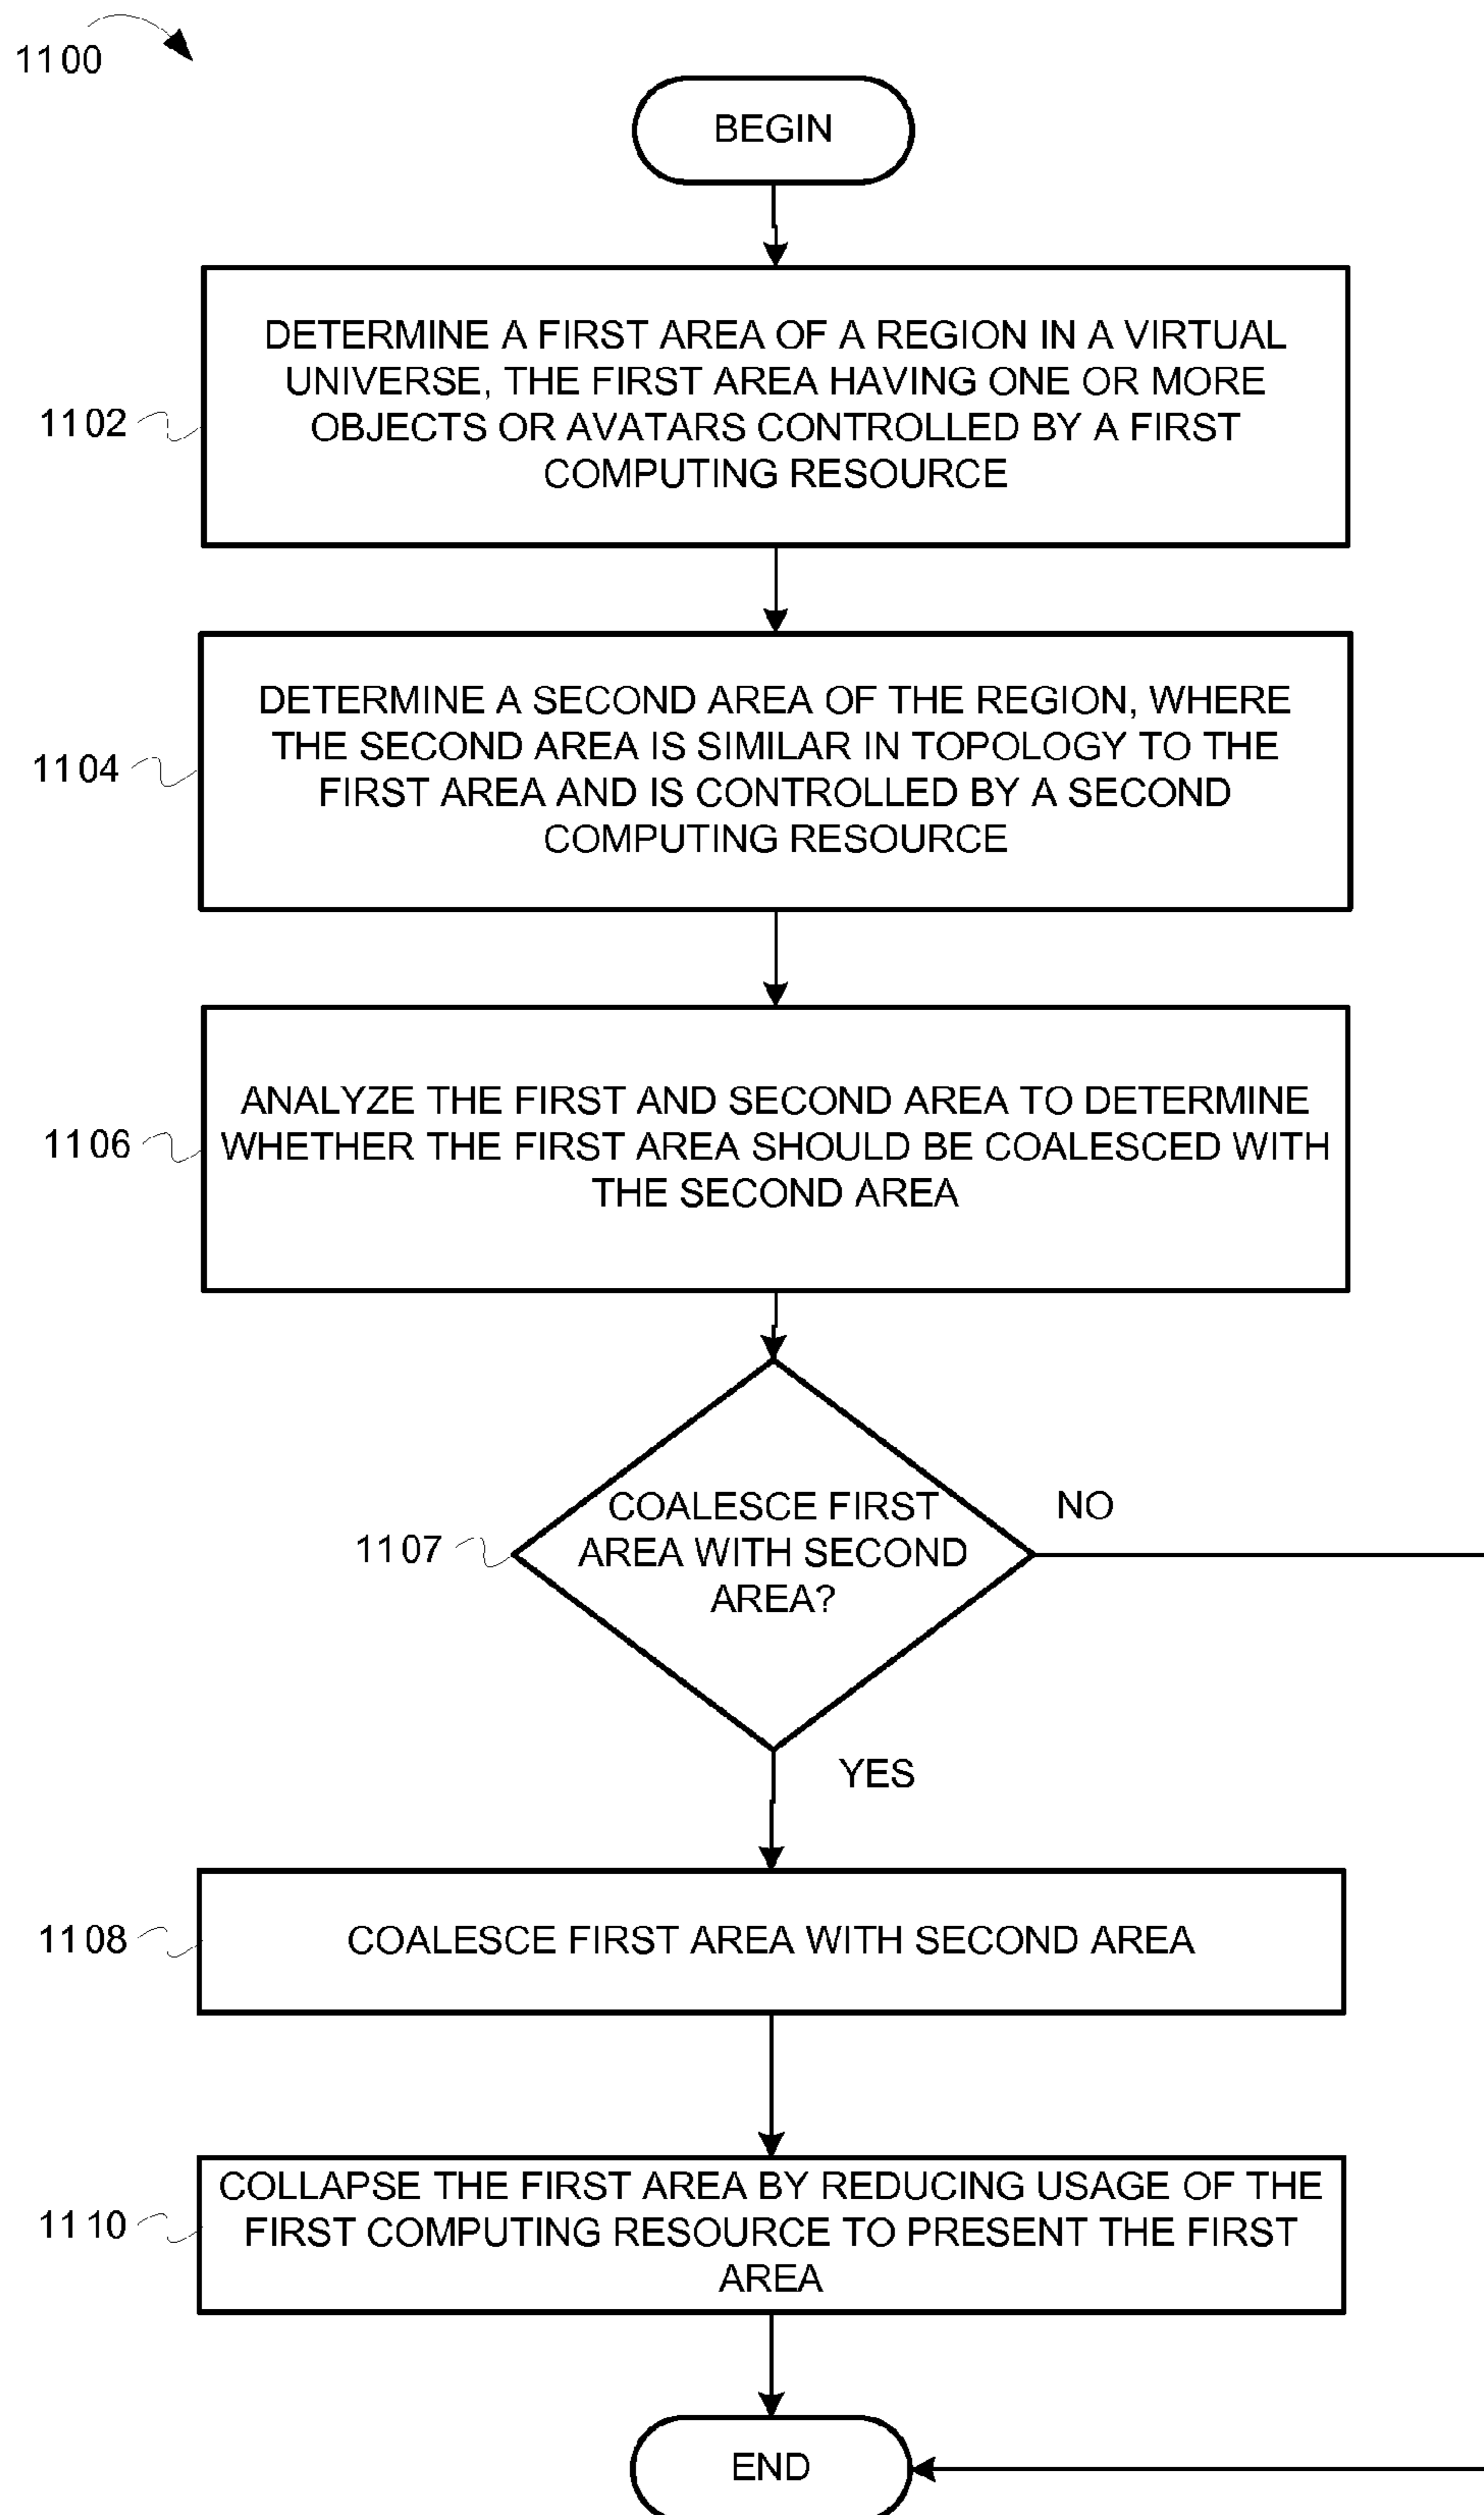 1100
BEGIN
DETERMINE A FIRST AREA OF A REGION IN A VIRTUAL
UNIVERSE, THE FIRST AREA HAVING ONE OR MORE
OBJECTS OR AVATARS CONTROLLED BY A FIRST
COMPUTING RESOURCE
1102
DETERMINE A SECOND AREA OF THE REGION, WHERE
THE SECOND AREA IS SIMILAR IN TOPOLOGY TO THE
FIRST AREA AND IS CONTROLLED BY A SECOND
COMPUTING RESOURCE
1104
ANALYZE THE FIRST AND SECOND AREA TO DETERMINE
WHETHER THE FIRST AREA SHOULD BE COALESCED WITH
THE SECOND AREA
1106
COALESCE FIRST
AREA WITH SECOND
AREA?
1107
NO
YES
1108
COALESCE FIRST AREA WITH SECOND AREA
COLLAPSE THE FIRST AREA BY REDUCING USAGE OF THE
FIRST COMPUTING RESOURCE TO PRESENT THE FIRST
AREA
1110
END